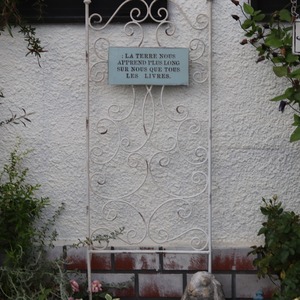 : LA TERRE NOUS
APPREND PLUS LONG
SUR NOUS QUE TOUS
LES LIVRES.